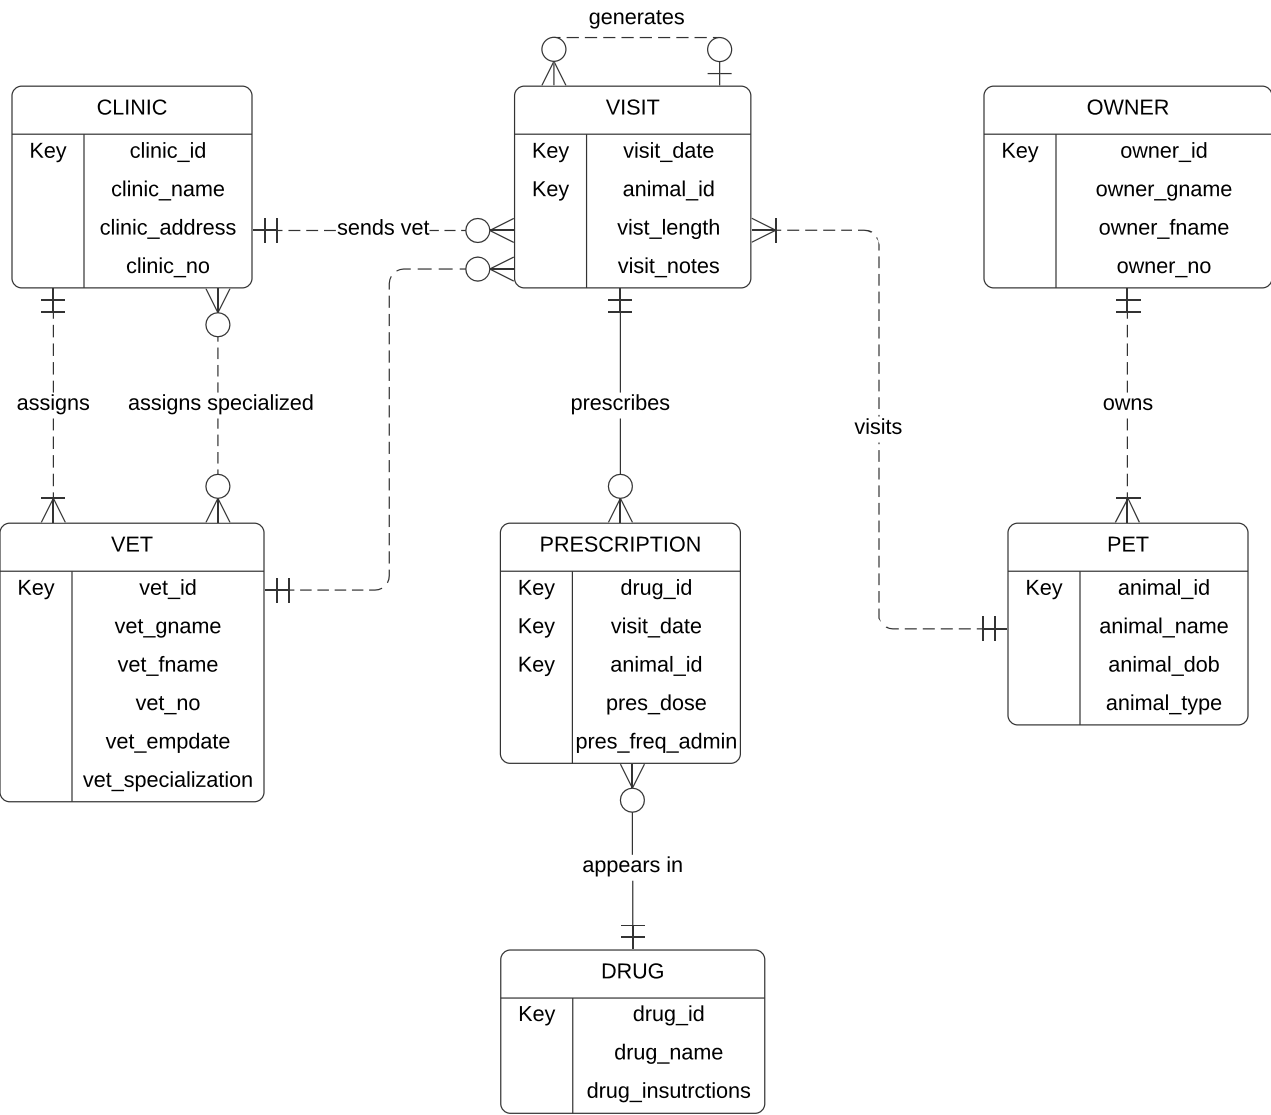 generates
CLINIC
Key clinic_id
clinic_name
clinic_address
clinic_no
VISIT
Key visit_date
Key animal_id
vist_length
visit_notes
OWNER
Key owner_id
owner_gname
owner_fname
owner_no
sends vet
assigns
assigns specialized
prescribes
visits
owns
VET
Key vet_id
vet_gname
vet_fname
vet_no
vet_empdate
vet_specialization
PRESCRIPTION
Key drug_id
Key visit_date
Key animal_id
pres_dose
pres_freq_admin
PET
Key animal_id
animal_name
animal_dob
animal_type
appears in
DRUG
Key drug_id
drug_name
drug_insutrctions